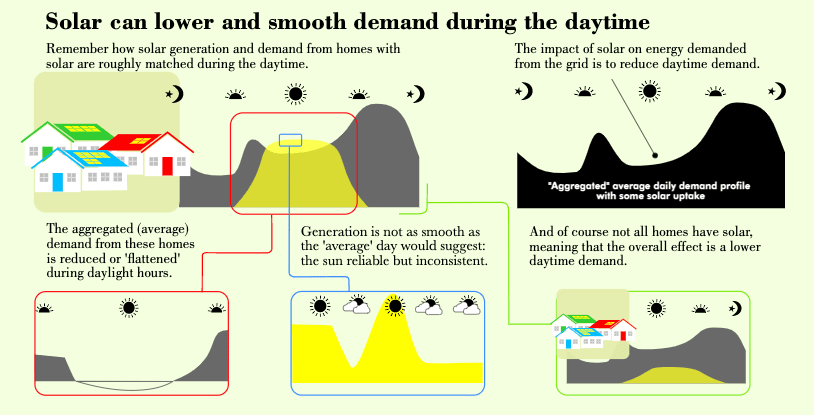 Solar can lower and smooth demand during the daytime
Remember how solar generation and demand from homes with
solar are roughly matched during the daytime.
The impact of solar on energy demanded
from the grid is to reduce daytime demand.
"Aggregated" average daily demand profile
with some solar uptake
The aggregated (average)
demand from these homes
is reduced or 'flattened'
during daylight hours.
Generation is not as smooth as
the 'average' day would suggest:
the sun reliable but inconsistent.
And of course not all homes have solar,
meaning that the overall effect is a lower
daytime demand.